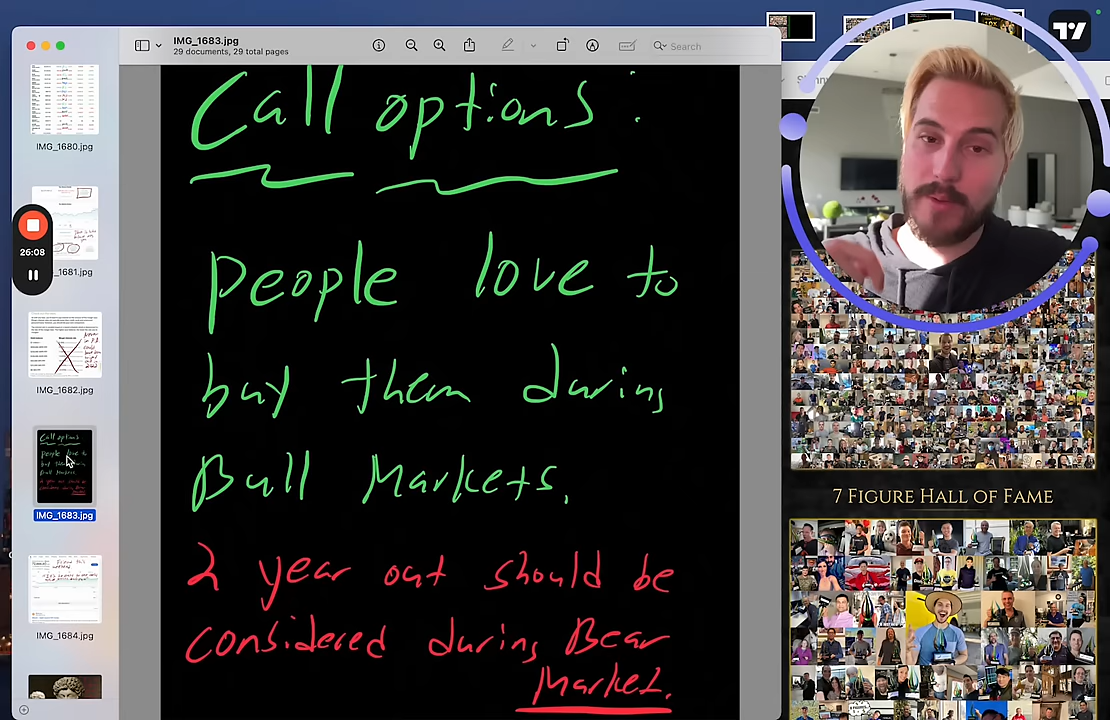 IMG_1683.jpg
29 documents, 29 total pages
Search
IMG_1680.jpg
26:08
1681.jpg
IMG_1682.jpg
IMG_1683.jpg
IMG_1684.jpg
Call options:
people love to
buy them during
Bull Markets.
2 year out should be
considered during Bear
Market.
7 Figure Hall of Fame